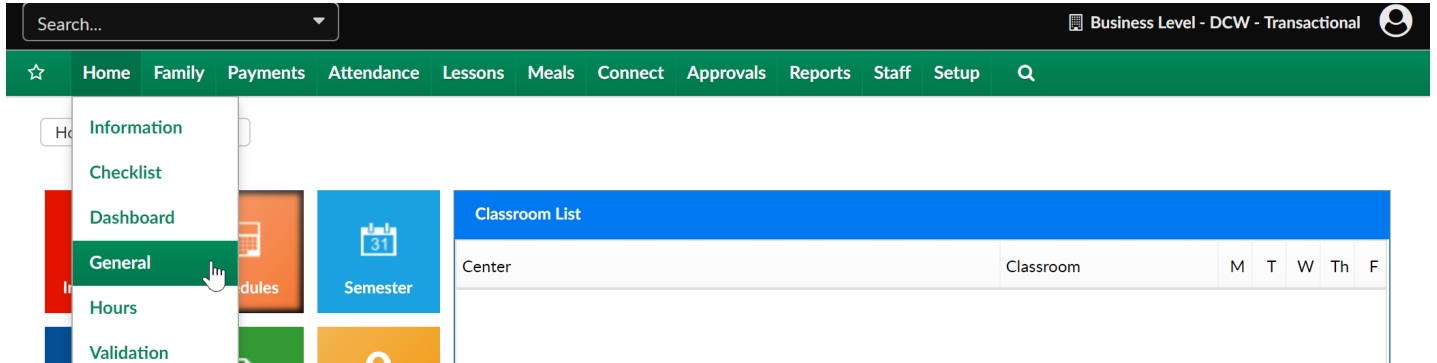 Search...
Business Level - DCW - Transactional
Home Family Payments Attendance Lessons Meals Connect Approvals Reports Staff Setup
Information
Checklist
Dashboard
General
Hours
Validation
31
Semester
Classroom List
Center Classroom M T W Th F